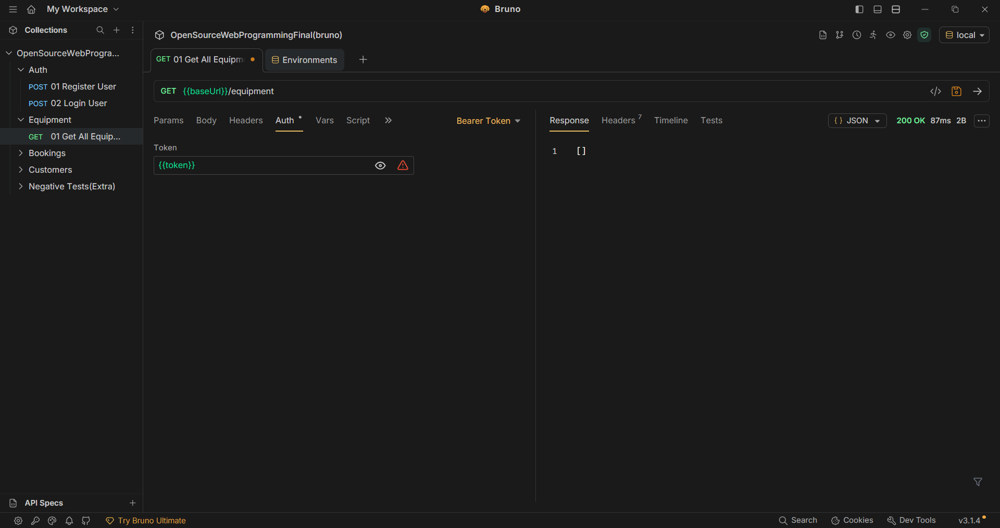 My Workspace
Bruno
Collections
OpenSourceWebProgra...
Auth
POST 01 Register User
POST 02 Login User
Equipment
GET 01 Get All Equip...
Bookings
Customers
Negative Tests(Extra)
API Specs
OpenSourceWebProgrammingFinal(bruno)
local
GET 01 Get All Equipm
Environments
GET {{baseUrl}}/equipment
Params Body Headers Auth Vars Script
Bearer Token
Token
{{token}}
Response Headers 7 Timeline Tests
{ } JSON
200 OK 87ms 2B
1 []
Try Bruno Ultimate
Search
Cookies
Dev Tools
v3.1.4